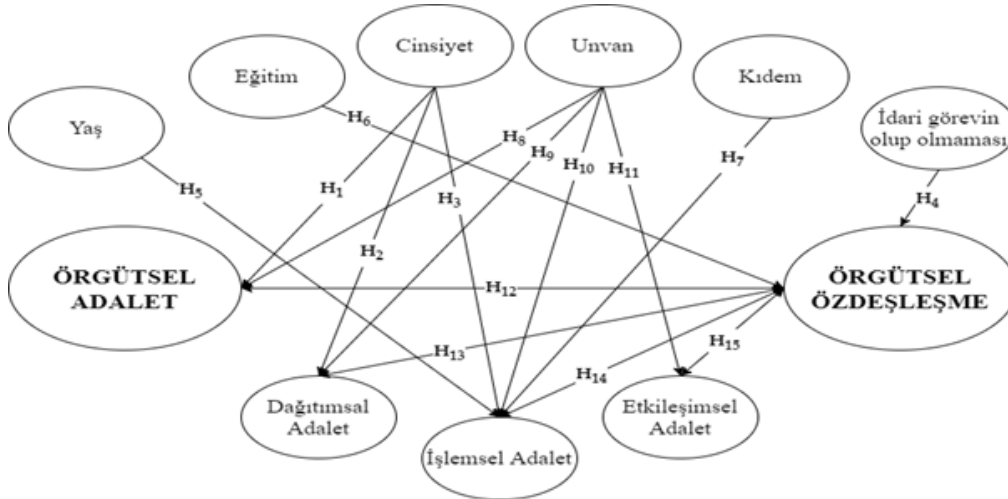 Cinsiyet
Unvan
Eğitim
Kıdem
Yaş
İdari görevin
olup olmaması
H6
H8
H9
H10
H11
H7
H5
H1
H3
H4
H2
ÖRGÜTSEL
ADALET
ÖRGÜTSEL
ÖZDEŞLEŞME
H12
H13
H14
H15
Dağıtımsal
Adalet
İşlemsel Adalet
Etkileşimsel
Adalet